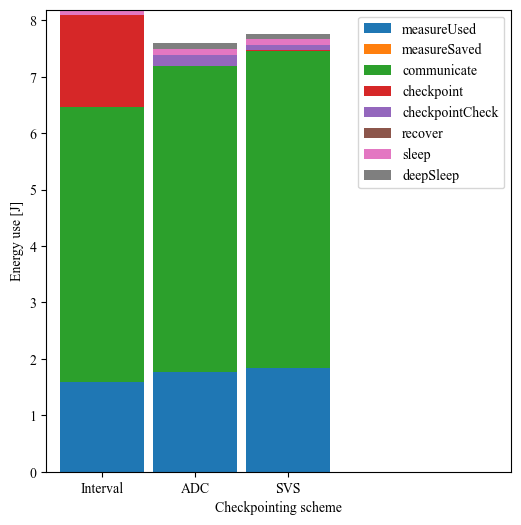 8
7
6
5
4
3
2
1
0
Energy use [J]
measureUsed
measureSaved
communicate
checkpoint
checkpointCheck
recover
sleep
deepSleep
Interval ADC SVS
Checkpointing scheme